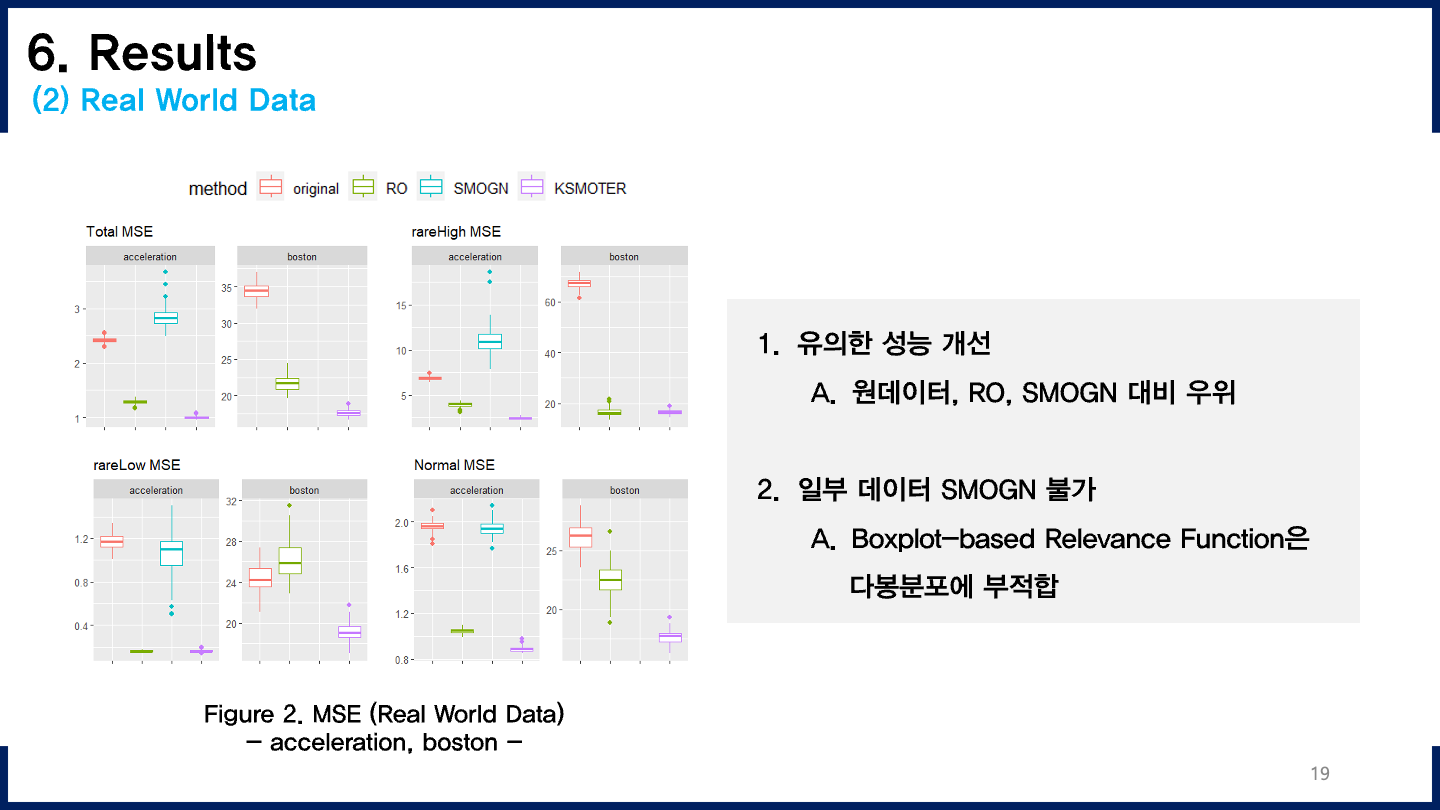 6. Results
(2) Real World Data
method original RO SMOGN KSMOTER
Total MSE
acceleration
3
2
1
boston
35
30
25
20
rareHigh MSE
acceleration
15
10
5
boston
60
40
20
rareLow MSE
acceleration
1.2
0.8
0.4
boston
32
28
24
20
Normal MSE
acceleration
2.0
1.6
1.2
0.8
boston
25
20
Figure 2. MSE (Real World Data)
– acceleration, boston –
1. 유의한 성능 개선
A. 원데이터, RO, SMOGN 대비 우위
2. 일부 데이터 SMOGN 불가
A. Boxplot-based Relevance Function은
다봉분포에 부적합
19